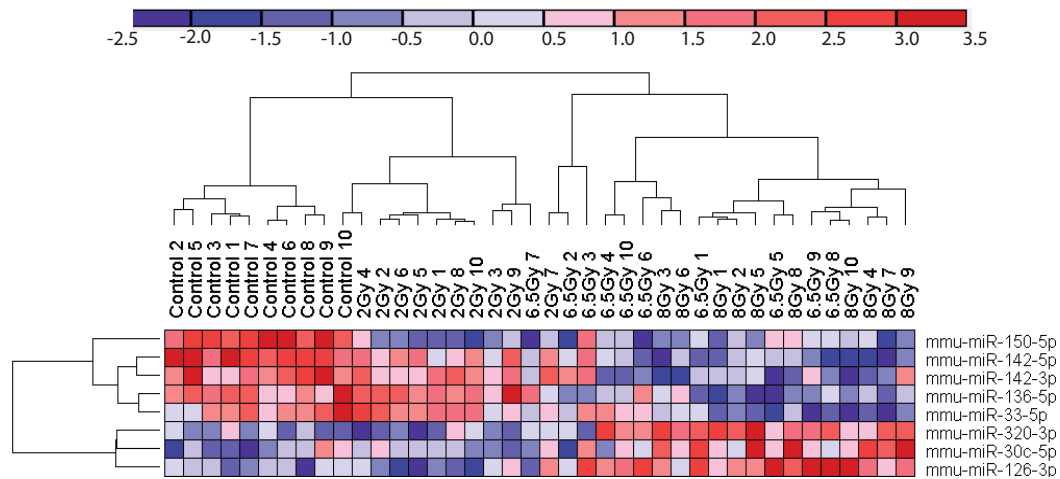 -2.5 -2.0 -1.5 -1.0 -0.5 0.0 0.5 1.0 1.5 2.0 2.5 3.0 3.5
Control 2
Control 5
Control 3
Control 1
Control 7
Control 4
Control 6
Control 8
Control 9
Control 10
2Gy 4
2Gy 2
2Gy 6
2Gy 5
2Gy 1
2Gy 8
2Gy 10
2Gy 3
2Gy 9
6.5Gy 7
2Gy 7
6.5Gy 2
6.5Gy 3
6.5Gy 4
6.5Gy 10
6.5Gy 6
8Gy 3
8Gy 6
6.5Gy 1
8Gy 1
8Gy 2
8Gy 5
6.5Gy 5
8Gy 8
6.5Gy 9
6.5Gy 8
8Gy 10
8Gy 4
8Gy 7
8Gy 9
mmu-miR-150-5p
mmu-miR-142-5p
mmu-miR-142-3p
mmu-miR-136-5p
mmu-miR-33-5p
mmu-miR-320-3p
mmu-miR-30c-5p
mmu-miR-126-3p